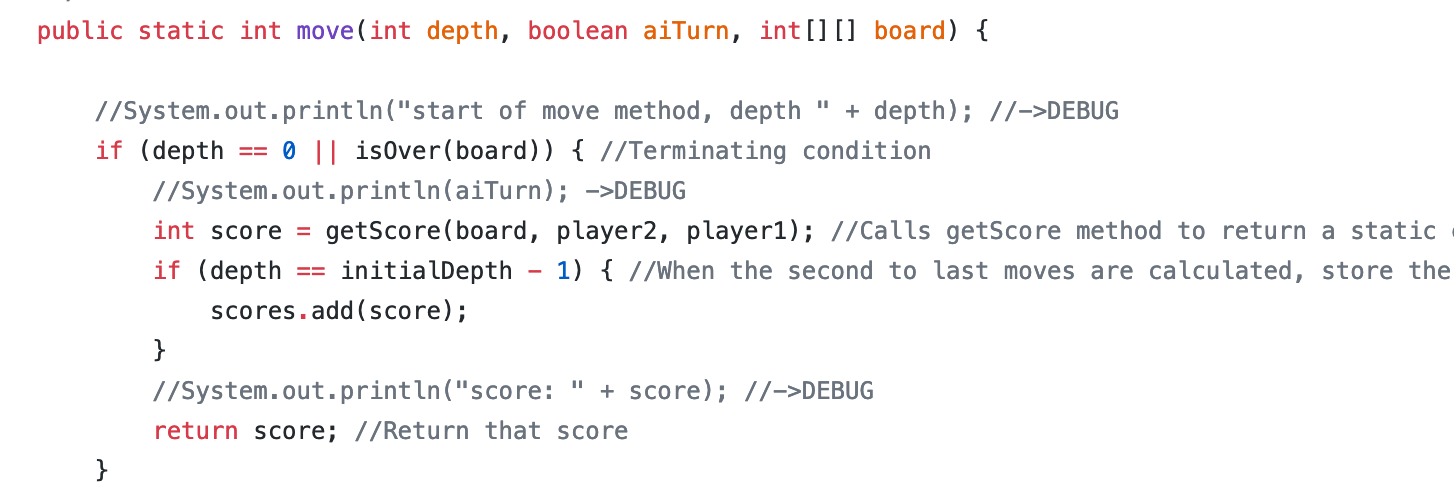 public static int move(int depth, boolean aiTurn, int[][] board) {
//System.out.println("start of move method, depth " + depth); //->DEBUG
if (depth == 0 || isOver(board)) { //Terminating condition
//System.out.println(aiTurn); ->DEBUG
int score = getScore(board, player2, player1); //Calls getScore method to return a static
if (depth == initialDepth - 1) { //When the second to last moves are calculated, store the
scores.add(score);
}
//System.out.println("score: " + score); //->DEBUG
return score; //Return that score
}